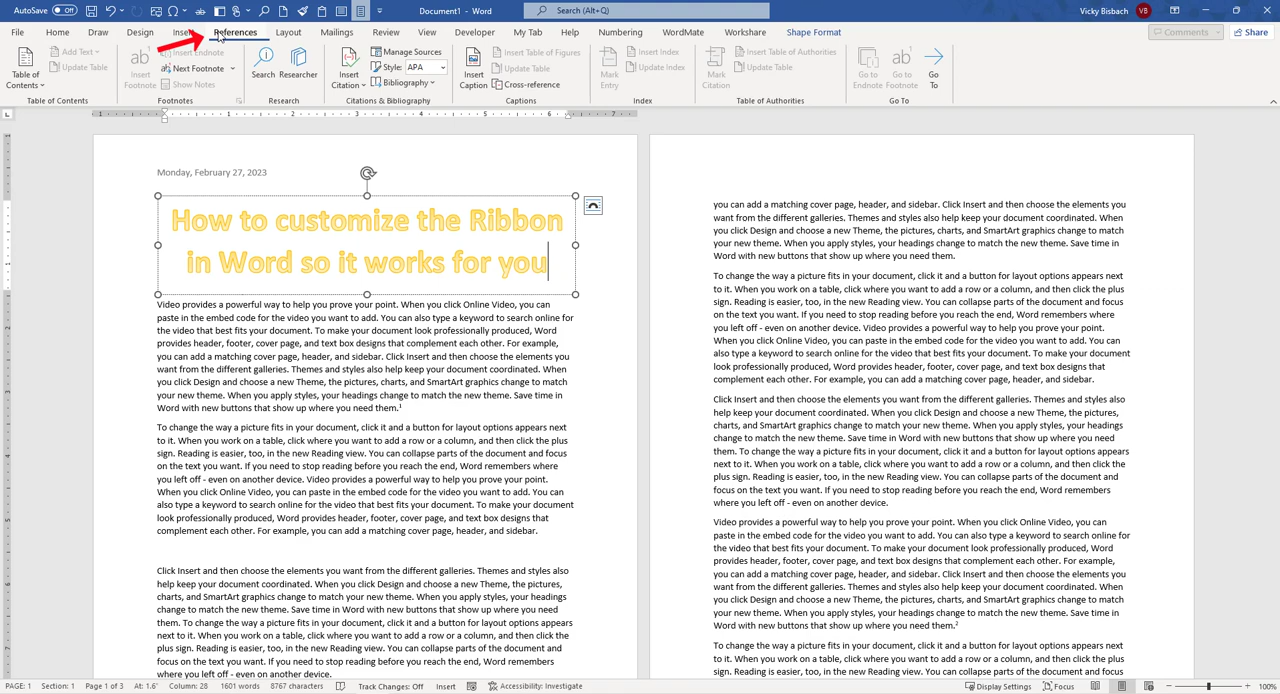 AutoSave Off Document1 - Word Search (Alt+Q) Vicky Bisbach VB
File Home Draw Design References Layout Mailings Review View Developer My Tab Help Numbering WordMate Workshare Shape Format Comments Share
Table of Contents
Add Text
Update Table
Table of Contents
ab
Insert Footnote
Insert Endnote
Next Footnote
Show Notes
Footnotes
Search Researcher
Research
Insert Citation
Manage Sources
Style: APA
Bibliography
Citations & Bibliography
Insert Caption
Insert Table of Figures
Update Table
Cross-reference
Captions
Mark Entry
Insert Index
Update Index
Index
Mark Citation
Insert Table of Authorities
Update Table
Table of Authorities
Go to Endnote
ab
Go to Footnote
Go To
Go To
1 1 2 3 4 5 6 7
Monday, February 27, 2023
How to customize the Ribbon
in Word so it works for you
Video provides a powerful way to help you prove your point. When you click Online Video, you can
paste in the embed code for the video you want to add. You can also type a keyword to search online for
the video that best fits your document. To make your document look professionally produced, Word
provides header, footer, cover page, and text box designs that complement each other. For example,
you can add a matching cover page, header, and sidebar. Click Insert and then choose the elements you
want from the different galleries. Themes and styles also help keep your document coordinated. When
you click Design and choose a new Theme, the pictures, charts, and SmartArt graphics change to match
your new theme. When you apply styles, your headings change to match the new theme. Save time in
Word with new buttons that show up where you need them.¹
To change the way a picture fits in your document, click it and a button for layout options appears next
to it. When you work on a table, click where you want to add a row or a column, and then click the plus
sign. Reading is easier, too, in the new Reading view. You can collapse parts of the document and focus
on the text you want. If you need to stop reading before you reach the end, Word remembers where
you left off - even on another device. Video provides a powerful way to help you prove your point.
When you click Online Video, you can paste in the embed code for the video you want to add. You can
also type a keyword to search online for the video that best fits your document. To make your document
look professionally produced, Word provides header, footer, cover page, and text box designs that
complement each other. For example, you can add a matching cover page, header, and sidebar.
Click Insert and then choose the elements you want from the different galleries. Themes and styles also
help keep your document coordinated. When you click Design and choose a new Theme, the pictures,
charts, and SmartArt graphics change to match your new theme. When you apply styles, your headings
change to match the new theme. Save time in Word with new buttons that show up where you need
them. To change the way a picture fits in your document, click it and a button for layout options appears
next to it. When you work on a table, click where you want to add a row or a column, and then click the
plus sign. Reading is easier, too, in the new Reading view. You can collapse parts of the document and
focus on the text you want. If you need to stop reading before you reach the end, Word remembers
where you left off - even on another device.
you can add a matching cover page, header, and sidebar. Click Insert and then choose the elements you
want from the different galleries. Themes and styles also help keep your document coordinated. When
you click Design and choose a new Theme, the pictures, charts, and SmartArt graphics change to match
your new theme. When you apply styles, your headings change to match the new theme. Save time in
Word with new buttons that show up where you need them.
To change the way a picture fits in your document, click it and a button for layout options appears next
to it. When you work on a table, click where you want to add a row or a column, and then click the plus
sign. Reading is easier, too, in the new Reading view. You can collapse parts of the document and focus
on the text you want. If you need to stop reading before you reach the end, Word remembers where
you left off - even on another device. Video provides a powerful way to help you prove your point.
When you click Online Video, you can paste in the embed code for the video you want to add. You can
also type a keyword to search online for the video that best fits your document. To make your document
look professionally produced, Word provides header, footer, cover page, and text box designs that
complement each other. For example, you can add a matching cover page, header, and sidebar.
Click Insert and then choose the elements you want from the different galleries. Themes and styles also
help keep your document coordinated. When you click Design and choose a new Theme, the pictures,
charts, and SmartArt graphics change to match your new theme. When you apply styles, your headings
change to match the new theme. Save time in Word with new buttons that show up where you need
them. To change the way a picture fits in your document, click it and a button for layout options appears
next to it. When you work on a table, click where you want to add a row or a column, and then click the
plus sign. Reading is easier, too, in the new Reading view. You can collapse parts of the document and
focus on the text you want. If you need to stop reading before you reach the end, Word remembers
where you left off - even on another device.
Video provides a powerful way to help you prove your point. When you click Online Video, you can
paste in the embed code for the video you want to add. You can also type a keyword to search online for
the video that best fits your document. To make your document look professionally produced, Word
provides header, footer, cover page, and text box designs that complement each other. For example,
you can add a matching cover page, header, and sidebar. Click Insert and then choose the elements you
want from the different galleries. Themes and styles also help keep your document coordinated. When
you click Design and choose a new Theme, the pictures, charts, and SmartArt graphics change to match
your new theme. When you apply styles, your headings change to match the new theme. Save time in
Word with new buttons that show up where you need them.²
To change the way a picture fits in your document, click it and a button for layout options appears next
to it. When you work on a table, click where you want to add a row or a column, and then click the plus
sign. Reading is easier, too, in the new Reading view. You can collapse parts of the document and focus
PAGE: 1 Section: 1 Page 1 of 3 At: 1.6" Column: 28 1601 words 8767 characters Track Changes: Off Insert Accessibility: Investigate Display Settings Focus 100%